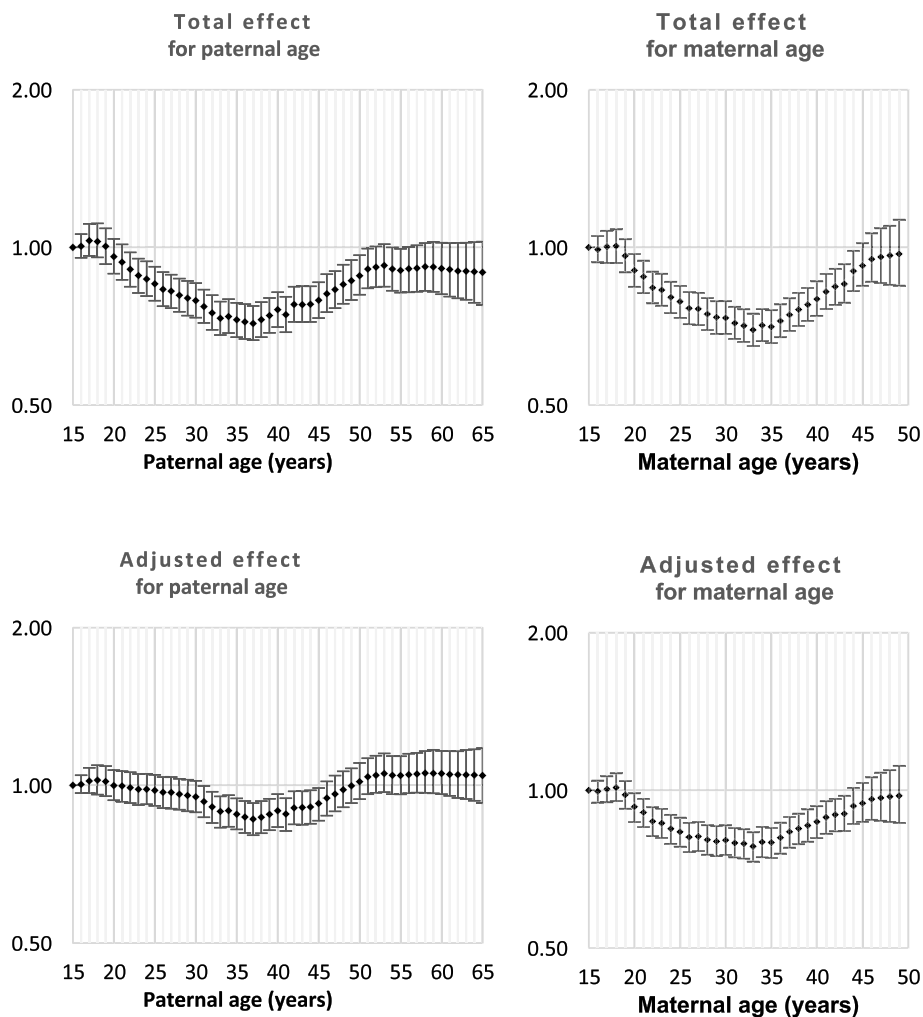 Total effect
for paternal age
2.00
1.00
0.50
15 20 25 30 35 40 45 50 55 60 65
Paternal age (years)
Total effect
for maternal age
2.00
1.00
0.50
15 20 25 30 35 40 45 50
Maternal age (years)
Adjusted effect
for paternal age
2.00
1.00
0.50
15 20 25 30 35 40 45 50 55 60 65
Paternal age (years)
Adjusted effect
for maternal age
2.00
1.00
0.50
15 20 25 30 35 40 45 50
Maternal age (years)